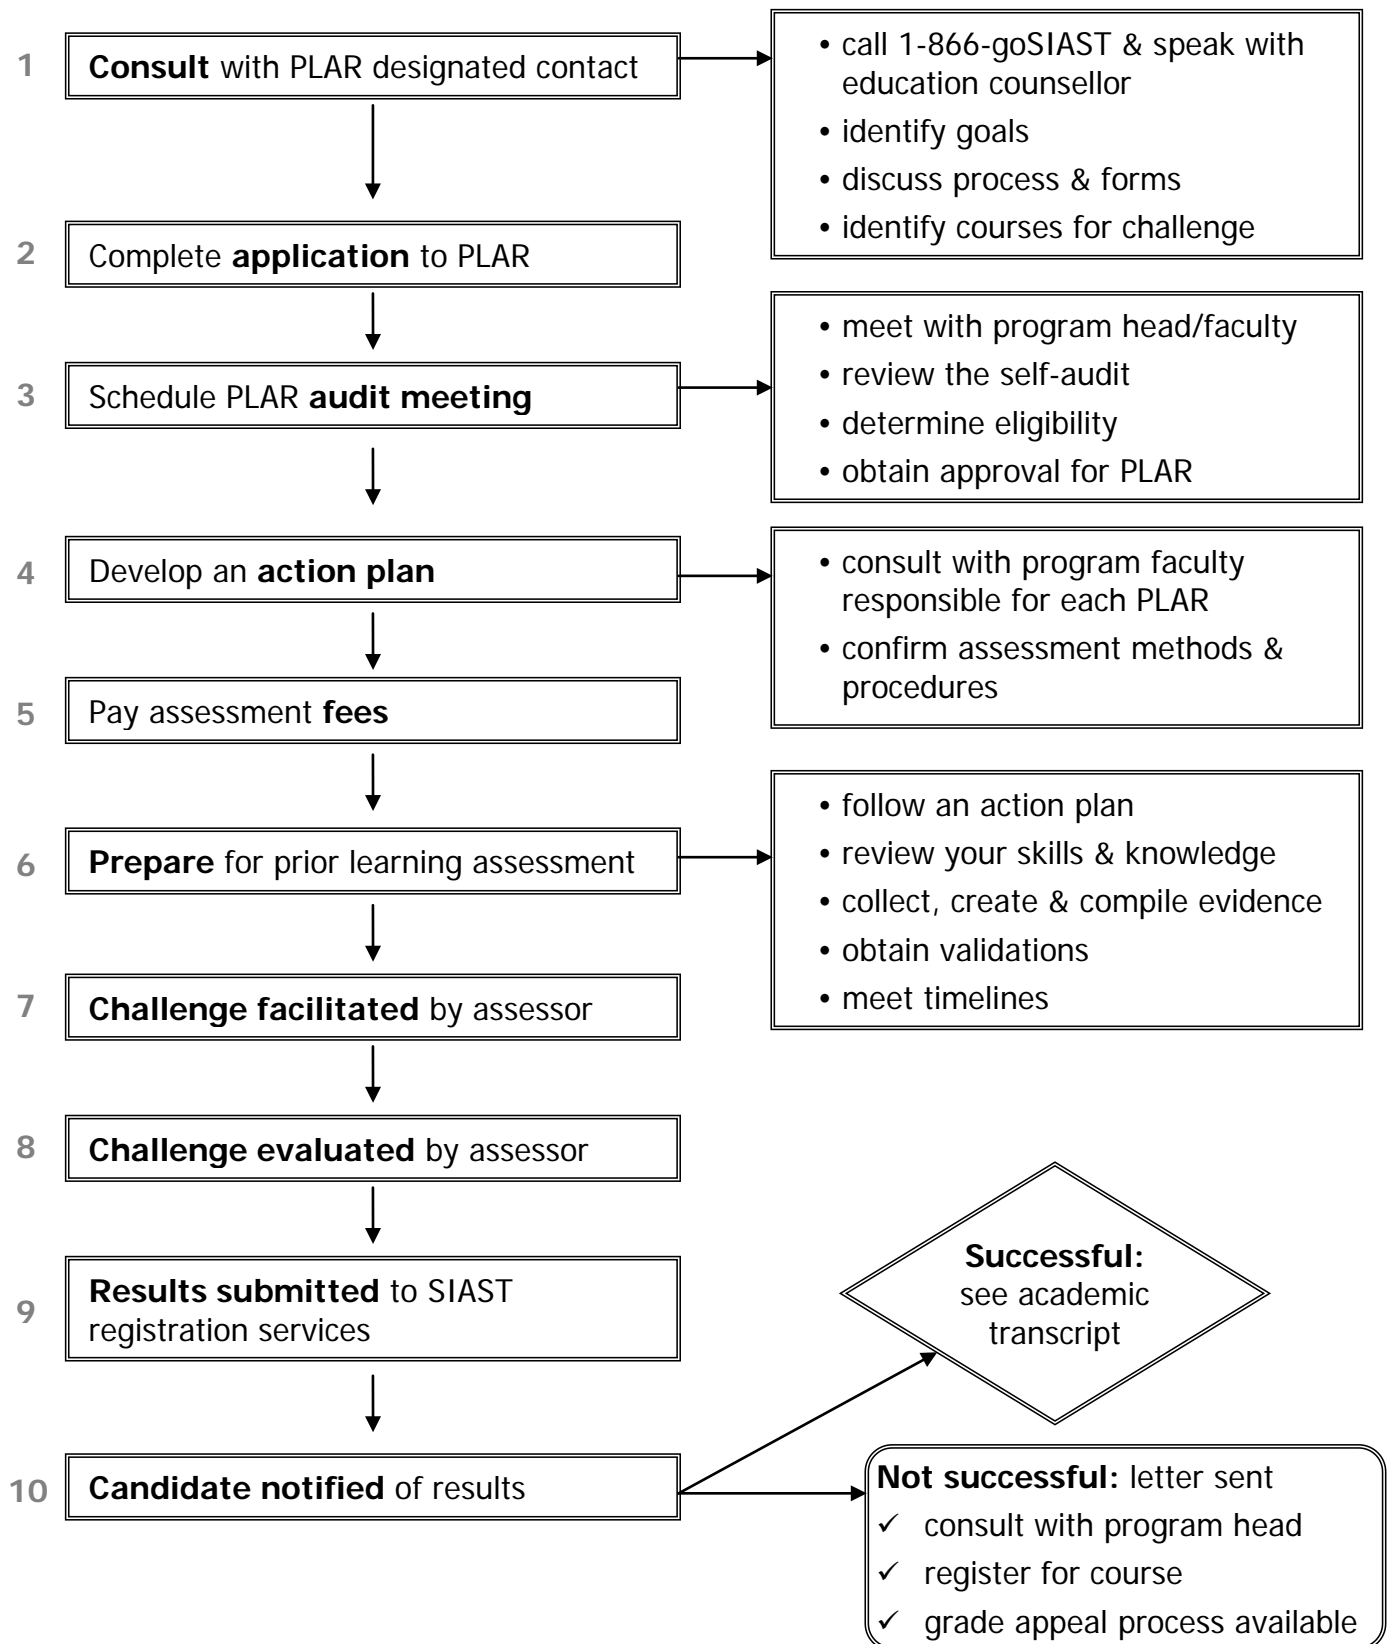 1
Consult with PLAR designated contact
• call 1-866-goSIAST & speak with
education counsellor
• identify goals
• discuss process & forms
• identify courses for challenge
2
Complete application to PLAR
3
Schedule PLAR audit meeting
• meet with program head/faculty
• review the self-audit
• determine eligibility
• obtain approval for PLAR
4
Develop an action plan
• consult with program faculty
responsible for each PLAR
• confirm assessment methods &
procedures
5
Pay assessment fees
6
Prepare for prior learning assessment
• follow an action plan
• review your skills & knowledge
• collect, create & compile evidence
• obtain validations
• meet timelines
7
Challenge facilitated by assessor
8
Challenge evaluated by assessor
9
Results submitted to SIAST
registration services
Successful:
see academic
transcript
10
Candidate notified of results
Not successful: letter sent
✓ consult with program head
✓ register for course
✓ grade appeal process available